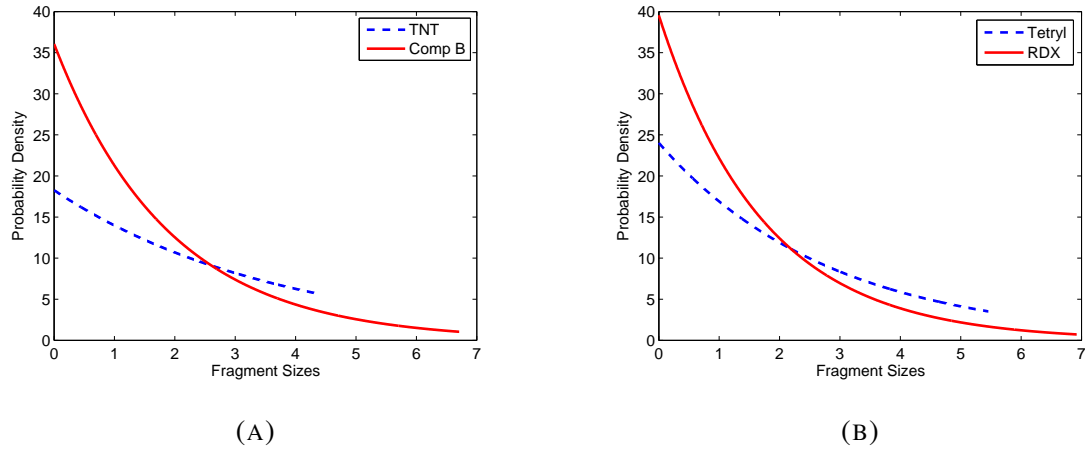 40
35
30
25
20
15
10
5
0
Probability Density
0 1 2 3 4 5 6 7
Fragment Sizes
TNT
Comp B
(A)
40
35
30
25
20
15
10
5
0
Probability Density
0 1 2 3 4 5 6 7
Fragment Sizes
Tetryl
RDX
(B)